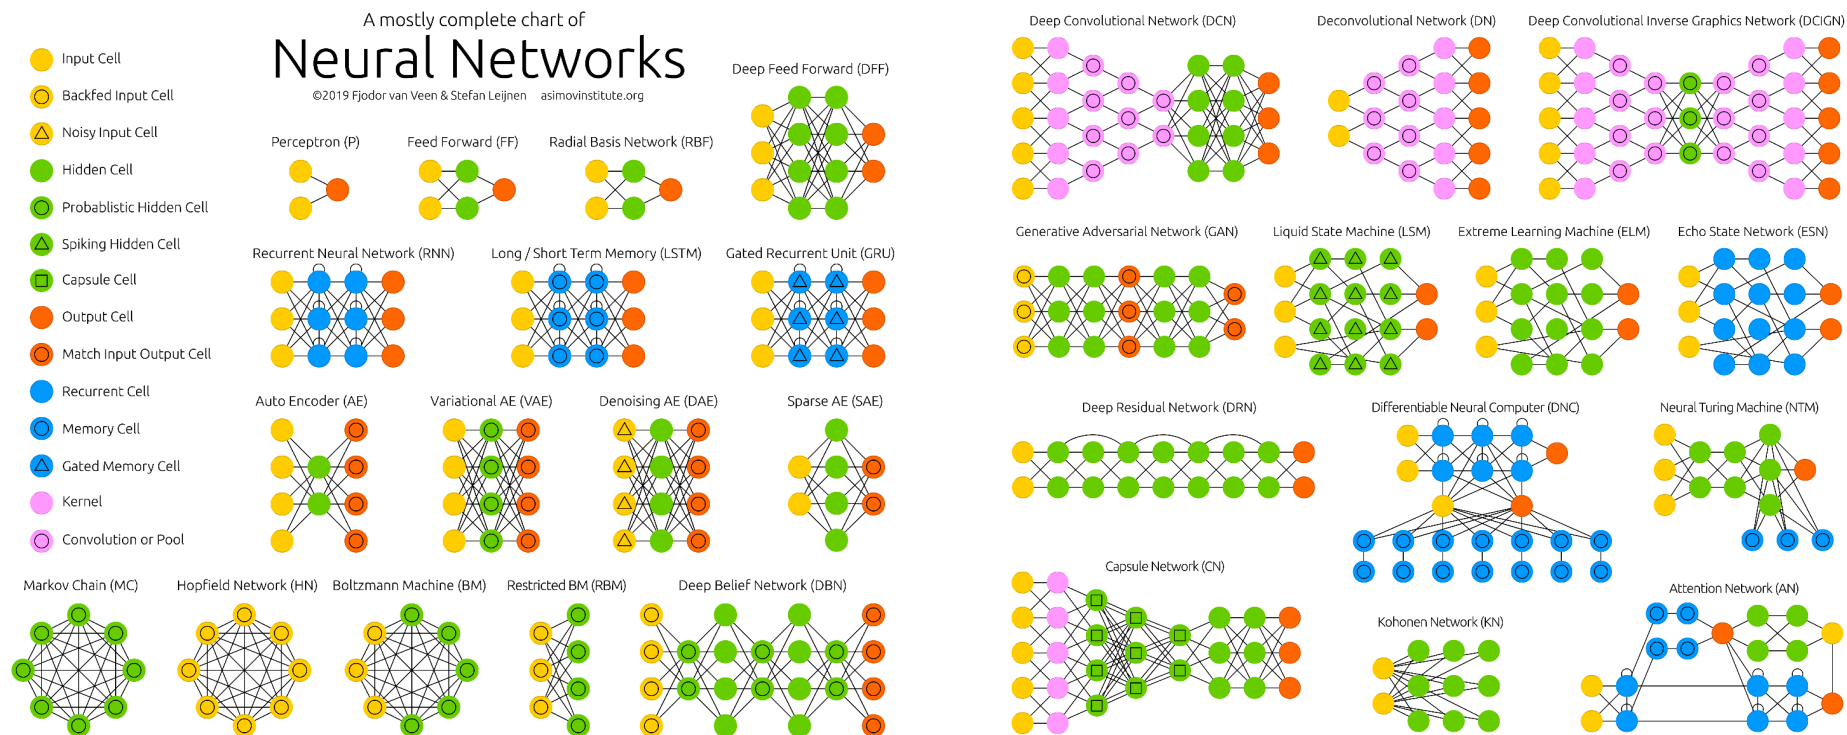 A mostly complete chart of
Neural Networks
©2019 Fjodor van Veen & Stefan Leijnen asimovinstitute.org
Input Cell
Backfed Input Cell
Noisy Input Cell
Hidden Cell
Probablistic Hidden Cell
Spiking Hidden Cell
Capsule Cell
Output Cell
Match Input Output Cell
Recurrent Cell
Memory Cell
Gated Memory Cell
Kernel
Convolution or Pool
Deep Feed Forward (DFF)
Perceptron (P)
Feed Forward (FF)
Radial Basis Network (RBF)
Recurrent Neural Network (RNN)
Long / Short Term Memory (LSTM)
Gated Recurrent Unit (GRU)
Auto Encoder (AE)
Variational AE (VAE)
Denoising AE (DAE)
Sparse AE (SAE)
Markov Chain (MC)
Hopfield Network (HN)
Boltzmann Machine (BM)
Restricted BM (RBM)
Deep Belief Network (DBN)
Deep Convolutional Network (DCN)
Deconvolutional Network (DN)
Deep Convolutional Inverse Graphics Network (DCIGN)
Generative Adversarial Network (GAN)
Liquid State Machine (LSM)
Extreme Learning Machine (ELM)
Echo State Network (ESN)
Deep Residual Network (DRN)
Differentiable Neural Computer (DNC)
Neural Turing Machine (NTM)
Capsule Network (CN)
Kohonen Network (KN)
Attention Network (AN)